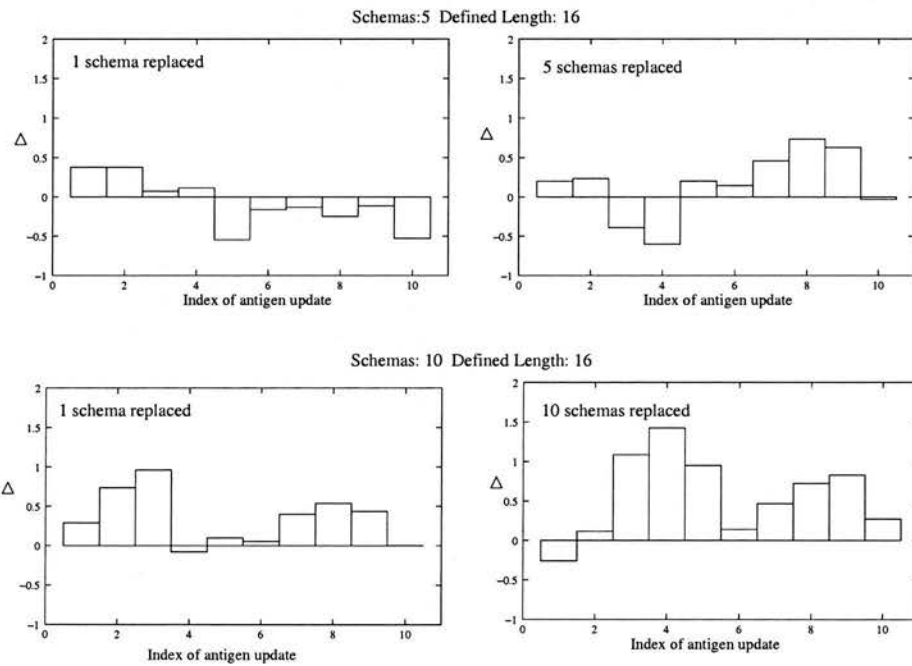 Schemas:5 Defined Length: 16
2
1.5
1
0.5
0
−0.5
−1
Δ
1 schema replaced
0 2 4 6 8 10
Index of antigen update
2
1.5
1
0.5
0
−0.5
−1
Δ
5 schemas replaced
0 2 4 6 8 10
Index of antigen update
Schemas: 10 Defined Length: 16
2
1.5
1
0.5
0
−0.5
−1
Δ
1 schema replaced
0 2 4 6 8 10
Index of antigen update
2
1.5
1
0.5
0
−0.5
−1
Δ
10 schemas replaced
0 2 4 6 8 10
Index of antigen update